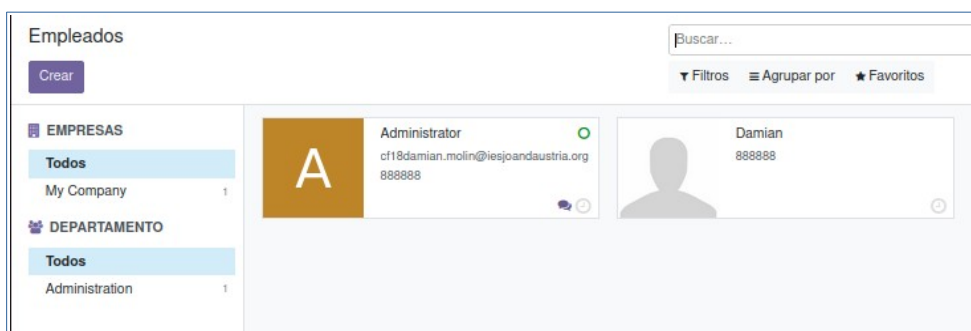 Empleados
Buscar...
Crear
Filtros Agrupar por Favoritos
EMPRESAS
Todos
My Company 1
DEPARTAMENTO
Todos
Administration 1
A
Administrator
cf18damian.molin@iesjoandaustria.org
888888
Damian
888888